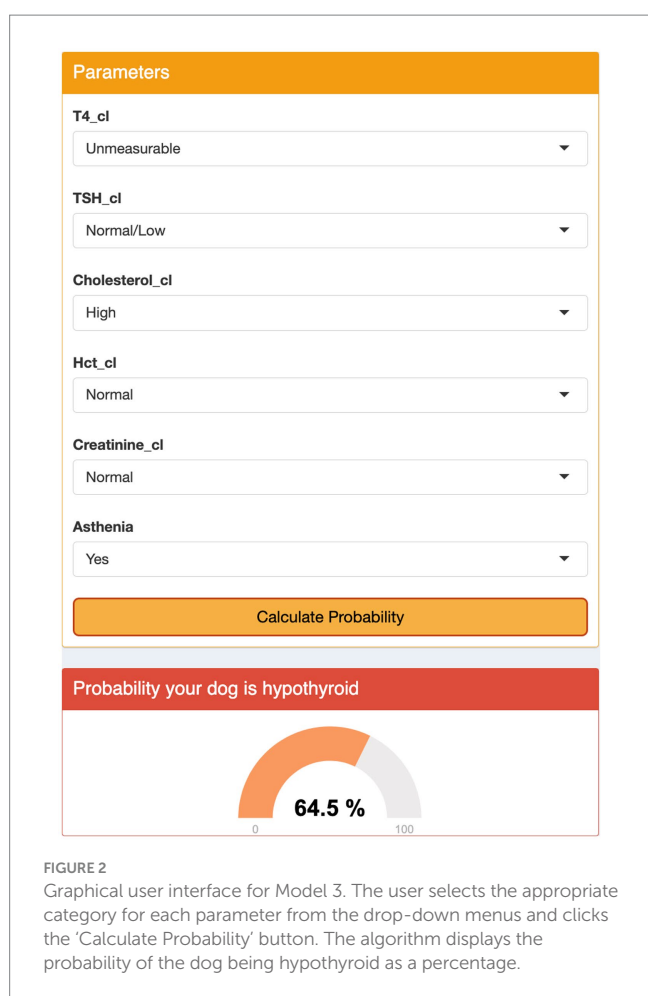 Parameters
T4_cl
Unmeasurable
TSH_cl
Normal/Low
Cholesterol_cl
High
Hct_cl
Normal
Creatinine_cl
Normal
Asthenia
Yes
Calculate Probability
Probability your dog is hypothyroid
64.5 %
0
100
FIGURE 2
Graphical user interface for Model 3. The user selects the appropriate
category for each parameter from the drop-down menus and clicks
the ‘Calculate Probability’ button. The algorithm displays the
probability of the dog being hypothyroid as a percentage.